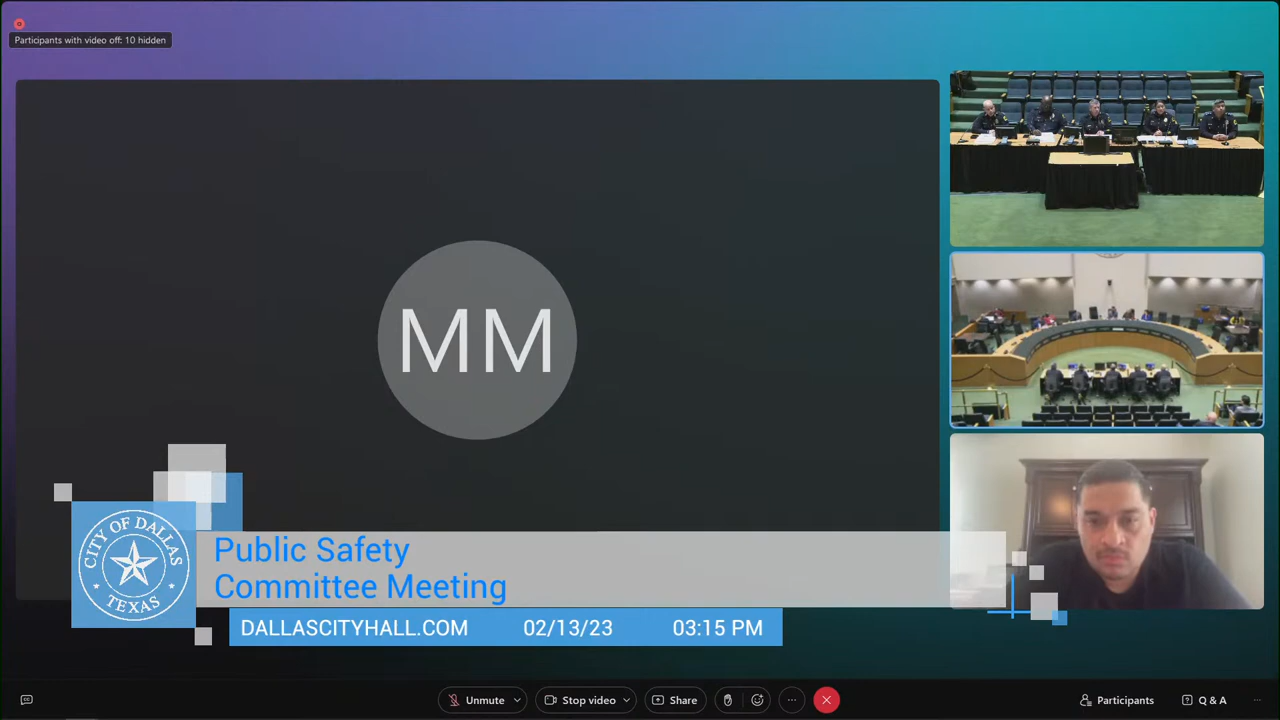 Participants with video off: 10 hidden
MM
CITY OF DALLAS
TEXAS
Public Safety
Committee Meeting
DALLASCITYHALL.COM 02/13/23 03:15 PM
CC
Unmute
Stop video
Share
Participants
Q & A